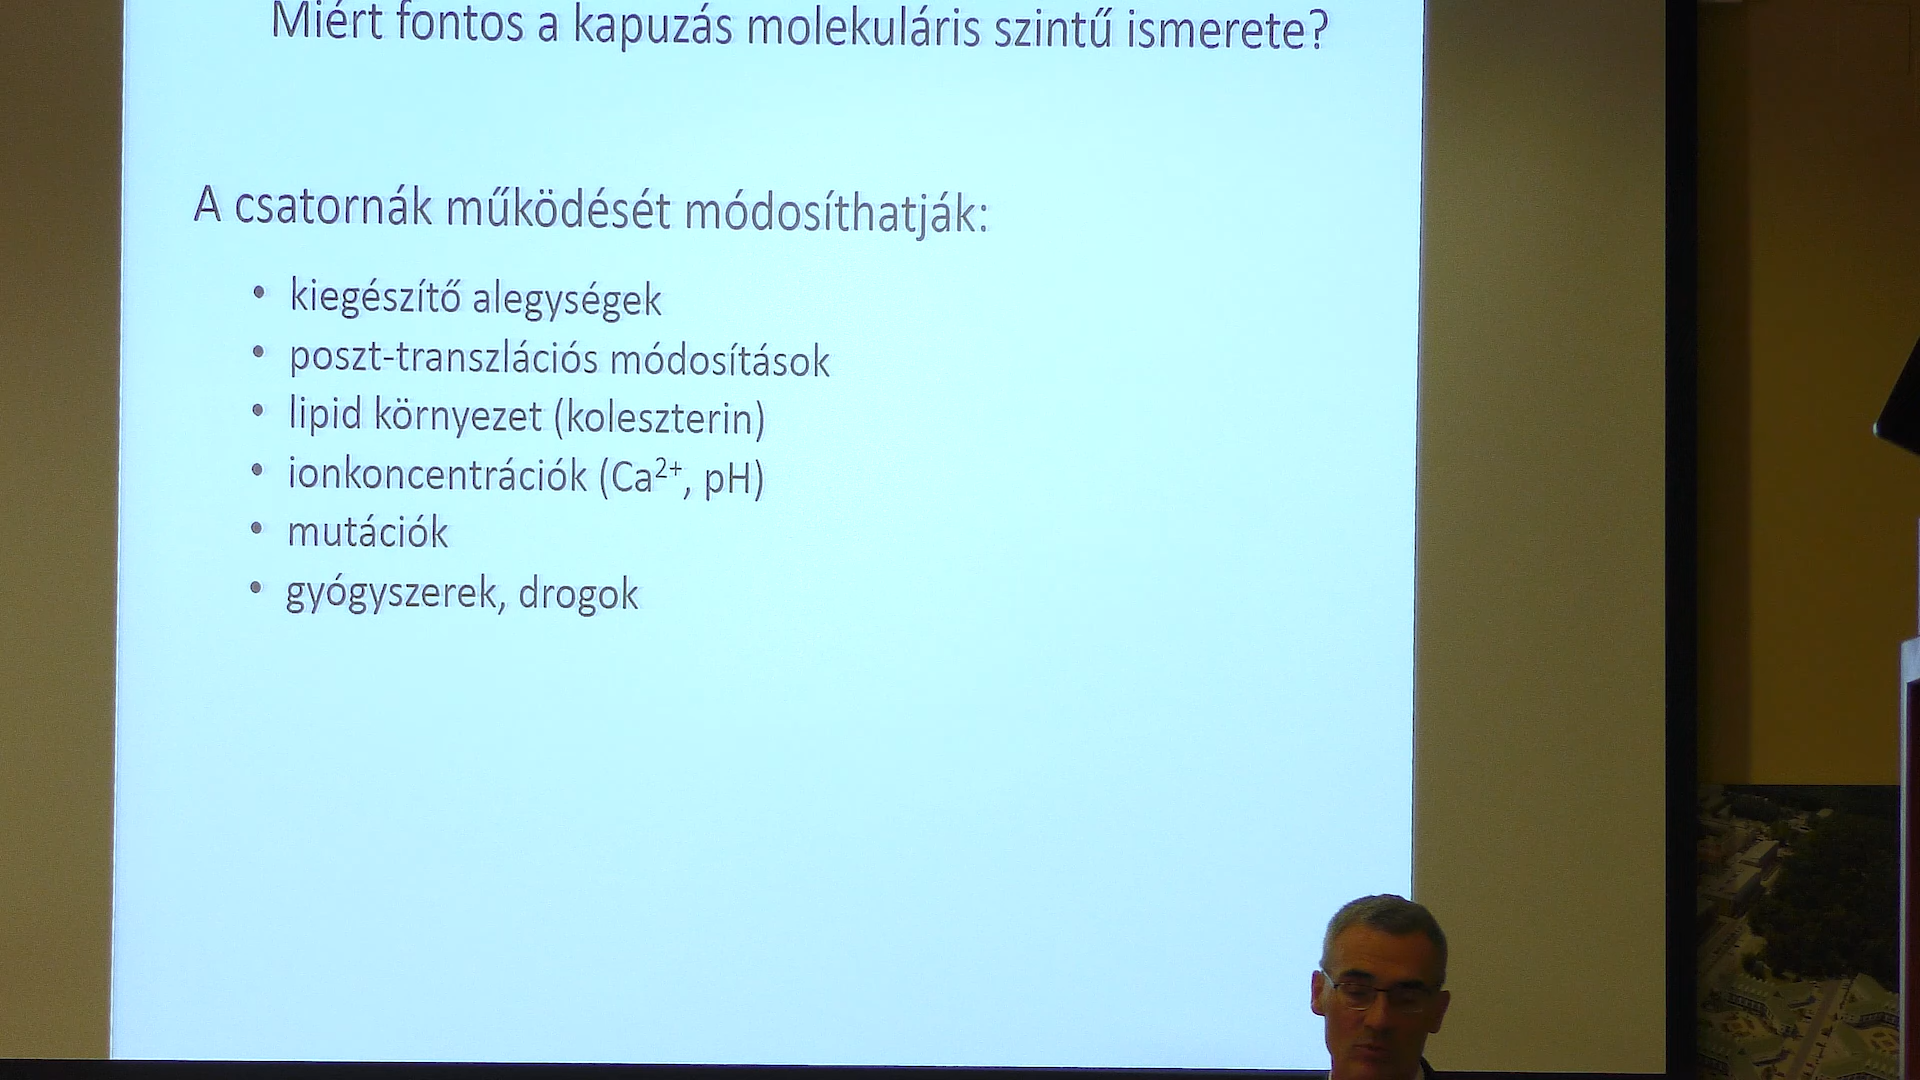 Miért fontos a kapuzás molekuláris szintű ismerete?
A csatornák működését módosíthatják:
• kiegészítő alegységek
• poszt-transzlációs módosítások
• lipid környezet (koleszterin)
• ionkoncentrációk (Ca²⁺, pH)
• mutációk
• gyógyszerek, drogok